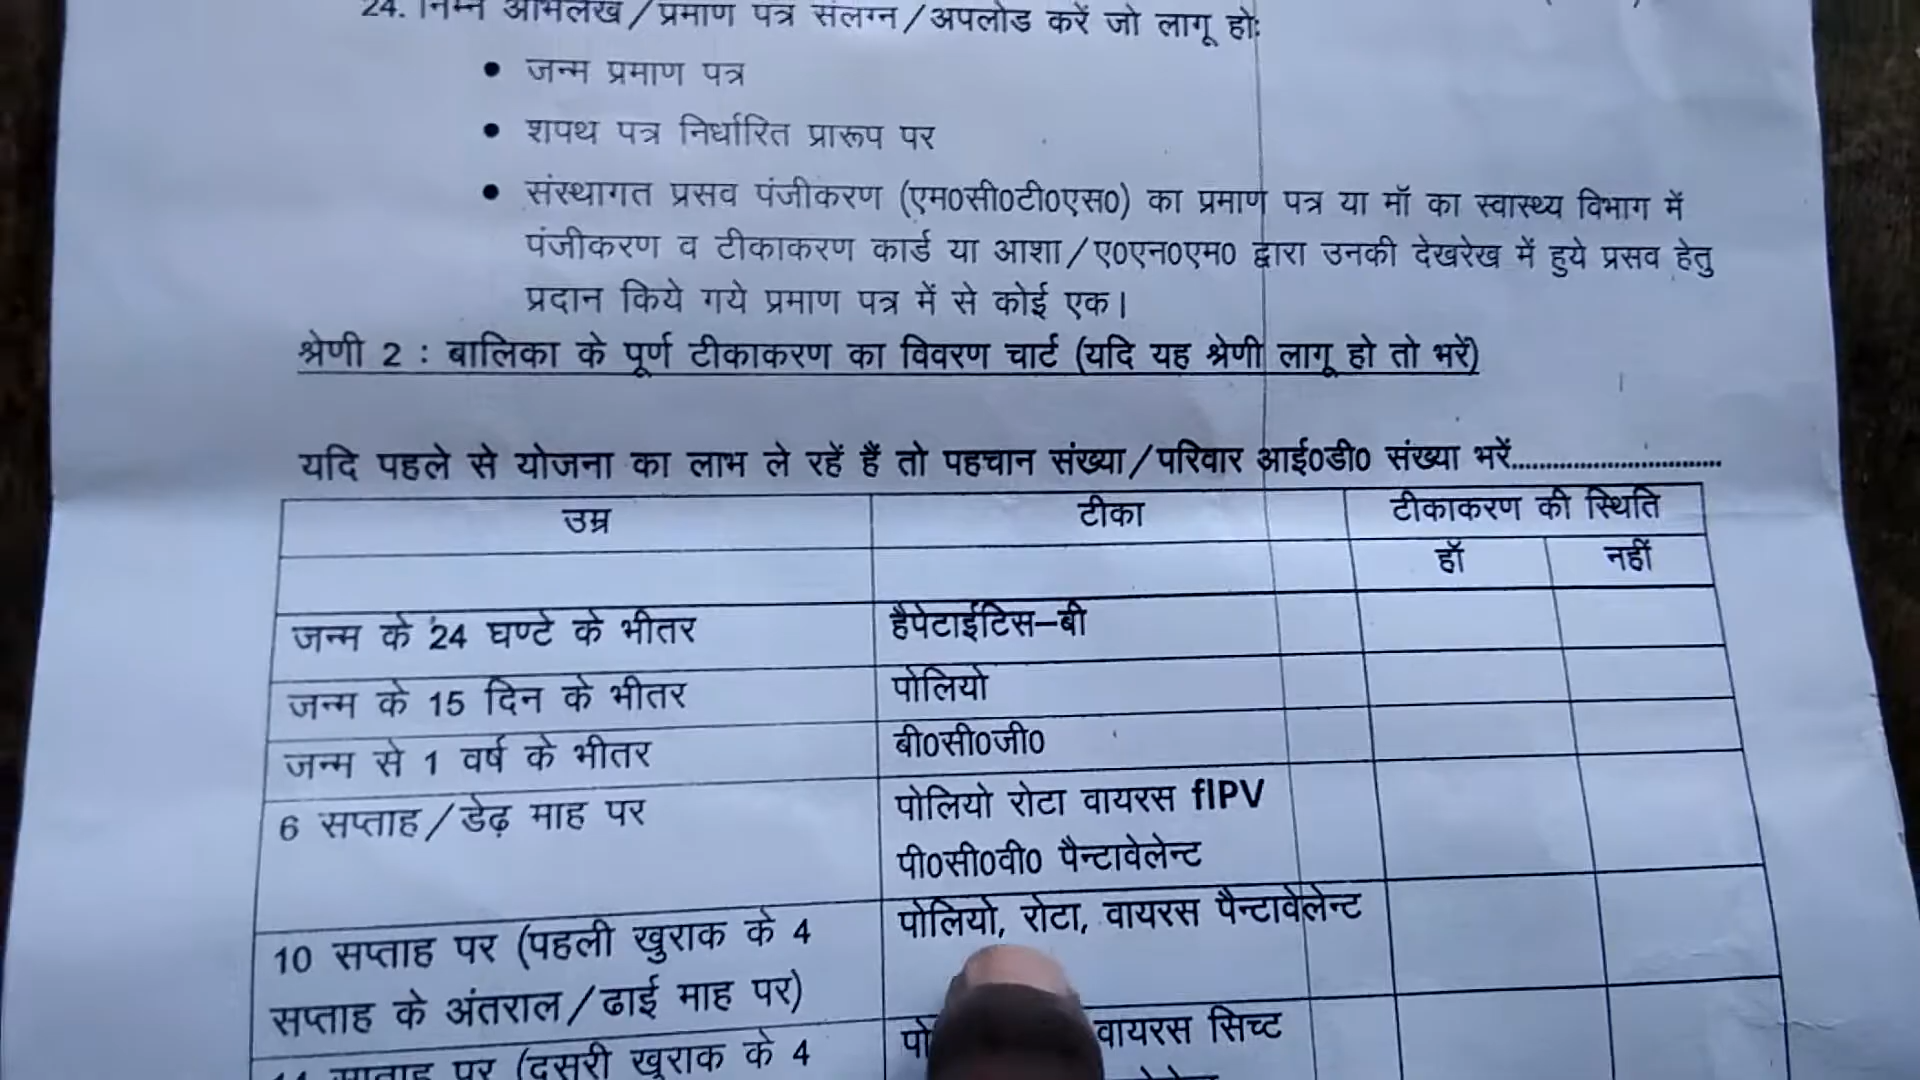 24. निम्न अभिलेख/प्रमाण पत्र संलग्न/अपलोड करें जो लागू हो:
• जन्म प्रमाण पत्र
• शपथ पत्र निर्धारित प्रारूप पर
• संस्थागत प्रसव पंजीकरण (एम0सी0टी0एस0) का प्रमाण पत्र या मॉ का स्वास्थ्य विभाग में
पंजीकरण व टीकाकरण कार्ड या आशा/ए0एन0एम0 द्वारा उनकी देखरेख में हुये प्रसव हेतु
प्रदान किये गये प्रमाण पत्र में से कोई एक।
श्रेणी 2 : बालिका के पूर्ण टीकाकरण का विवरण चार्ट (यदि यह श्रेणी लागू हो तो भरें)
यदि पहले से योजना का लाभ ले रहें हैं तो पहचान संख्या/परिवार आई0डी0 संख्या भरें..............................
उम्र टीका टीकाकरण की स्थिति
हॉ नहीं
जन्म के 24 घण्टे के भीतर हैपेटाईटिस–बी
जन्म के 15 दिन के भीतर पोलियो
जन्म से 1 वर्ष के भीतर बी0सी0जी0
6 सप्ताह/डेढ़ माह पर पोलियो रोटा वायरस fIPV
पी0सी0वी0 पैन्टावेलेन्ट
10 सप्ताह पर (पहली खुराक के 4 पोलियो, रोटा, वायरस पैन्टावेलेन्ट
सप्ताह के अंतराल/ढाई माह पर)
सप्ताह पर (दूसरी खुराक के 4 वायरस सिच्ट